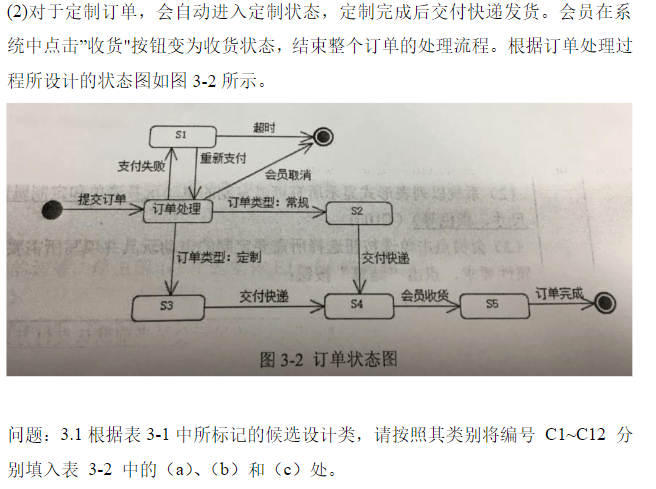 (2)对于定制订单，会自动进入定制状态，定制完成后交付快递发货。会员在系
统中点击”收货"按钮变为收货状态，结束整个订单的处理流程。根据订单处理过
程所设计的状态图如图 3-2 所示。
S1
超时
支付失败
重新支付
会员取消
提交订单
订单处理
订单类型：常规
S2
订单类型：定制
交付快递
S3
交付快递
S4
会员收货
S5
订单完成
图 3-2 订单状态图
问题：3.1 根据表 3-1 中所标记的候选设计类，请按照其类别将编号 C1~C12 分
别填入表 3-2 中的（a）、（b）和（c）处。